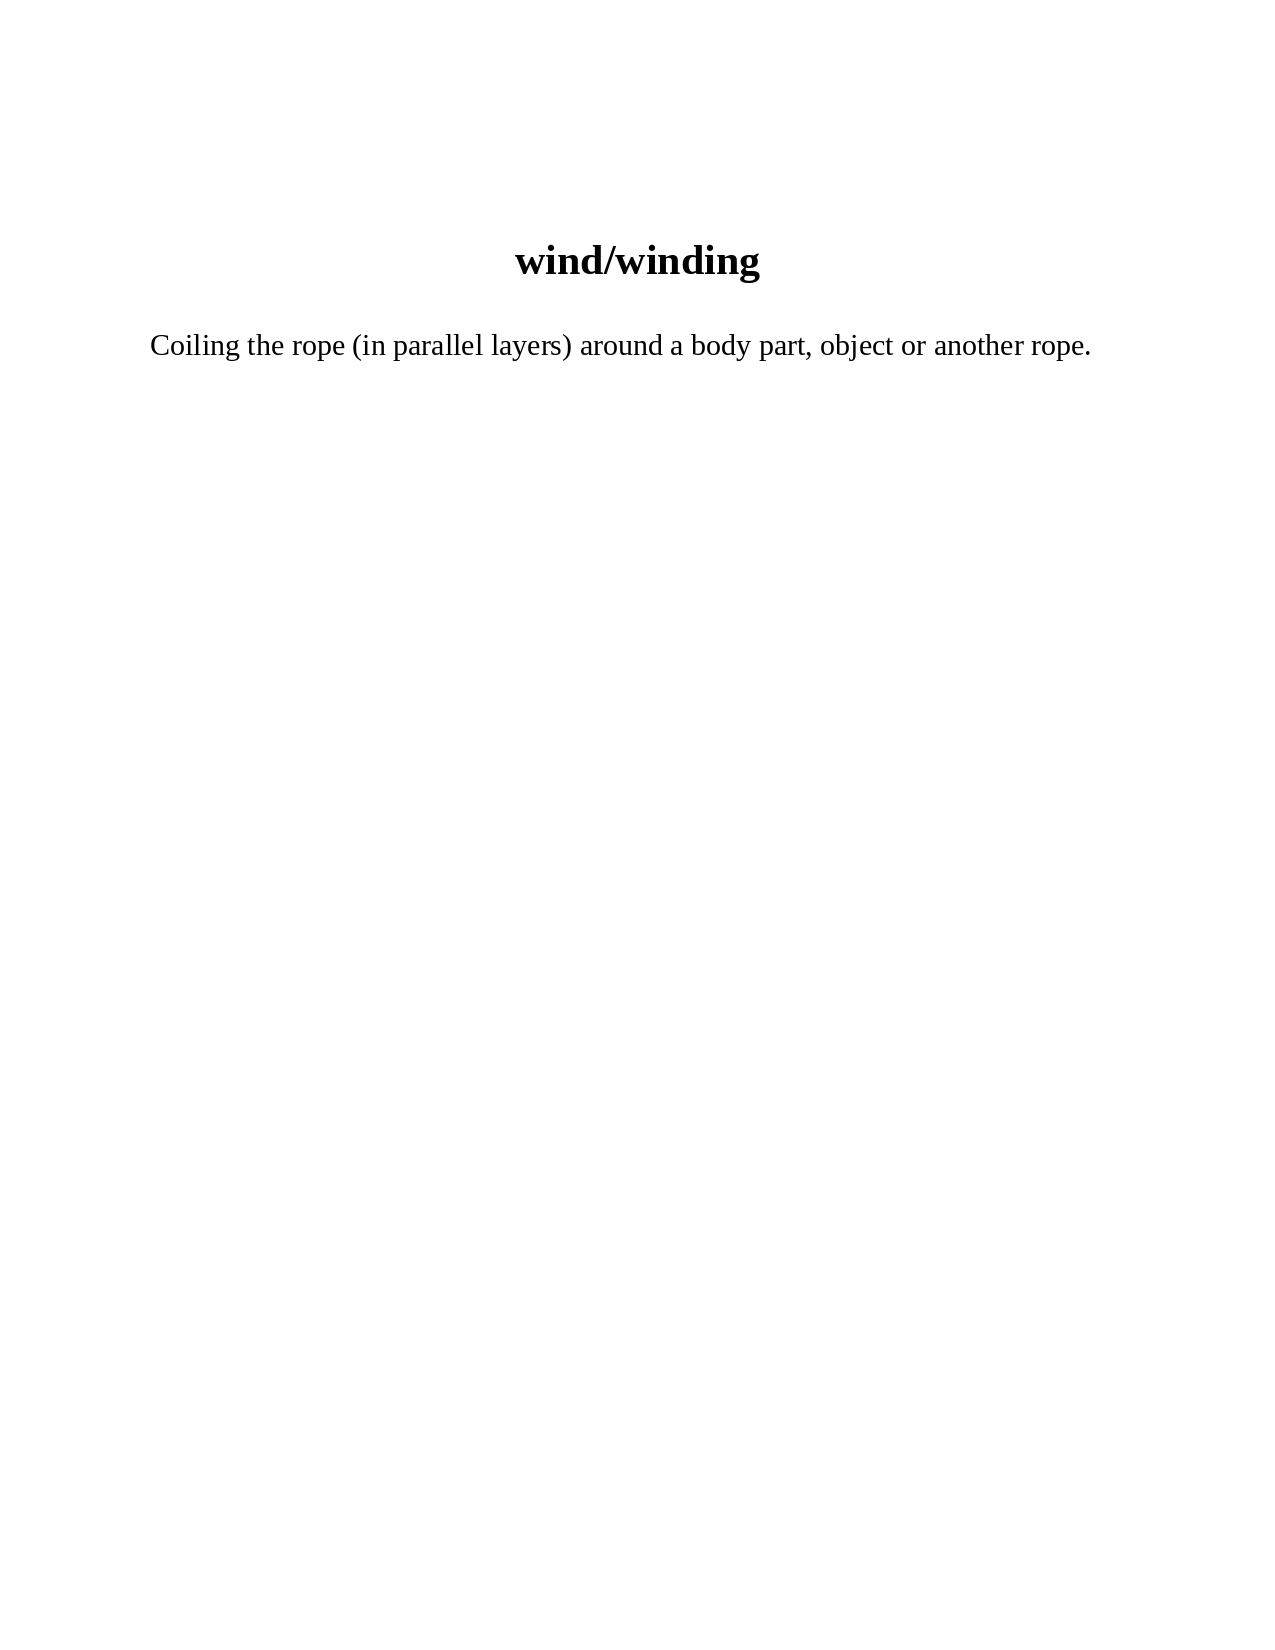 wind/winding
Coiling the rope (in parallel layers) around a body part, object or another rope.